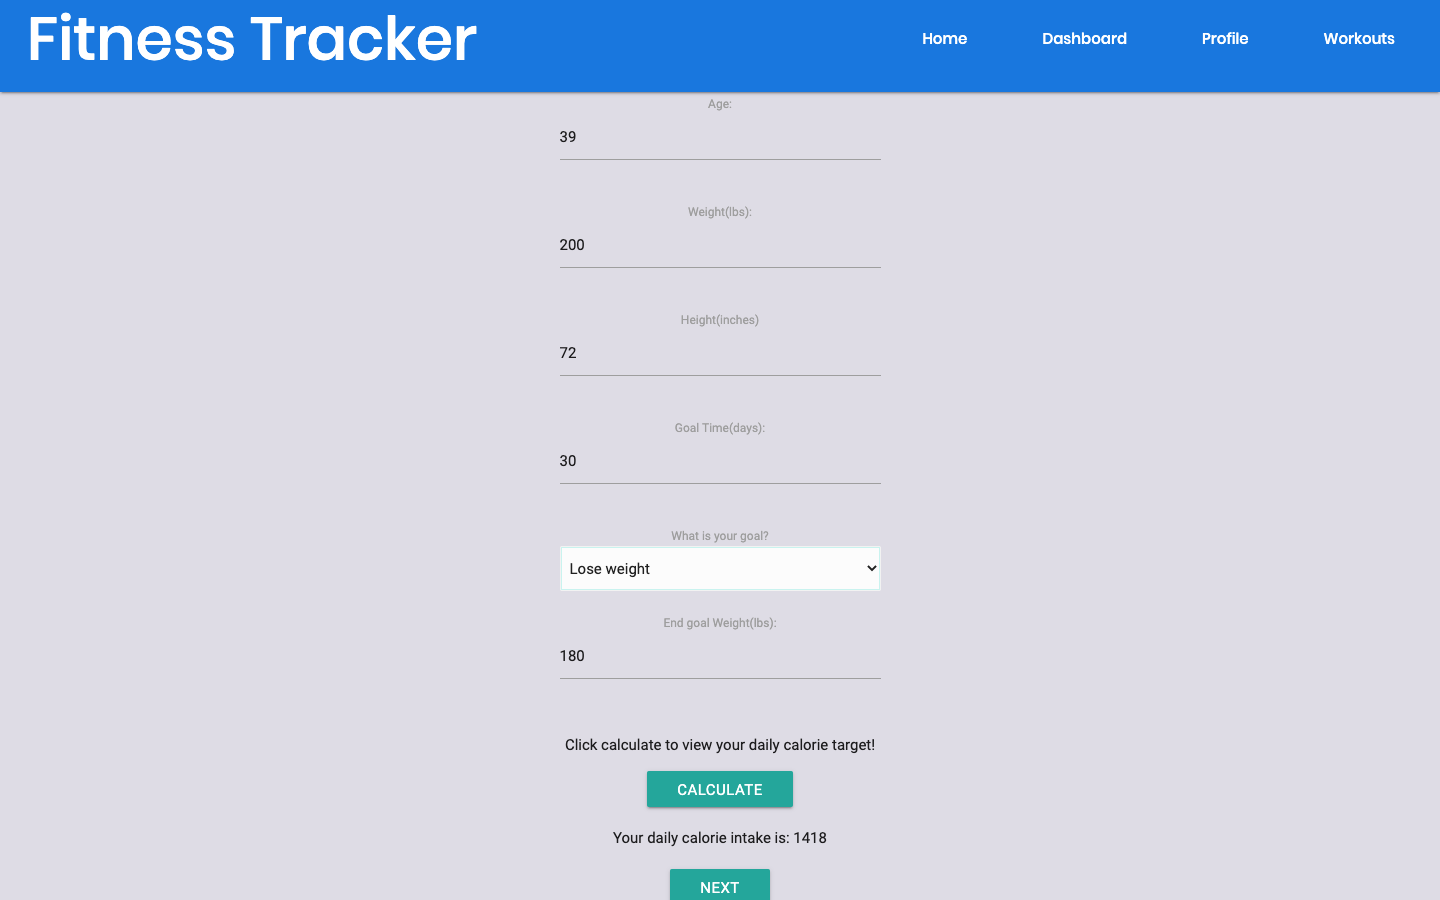 Fitness Tracker
Home
Dashboard
Profile
Workouts
Age:
39
Weight(lbs):
200
Height(inches)
72
Goal Time(days):
30
What is your goal?
Lose weight
End goal Weight(lbs):
180
Click calculate to view your daily calorie target!
CALCULATE
Your daily calorie intake is: 1418
NEXT